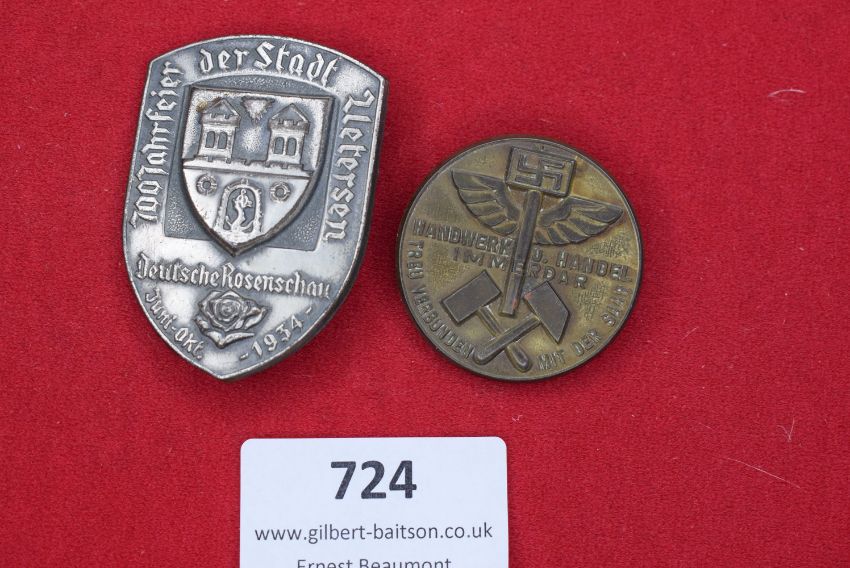 700 Jahrfeier der Stadt Uetersen
Deutsche Rosenschau
Juni-Okt. -1934-
HANDWERK U. HANDEL
IMMERDAR
TREU VERBUNDEN MIT DER SAAR
724
www.gilbert-baitson.co.uk
Ernest Beaumont